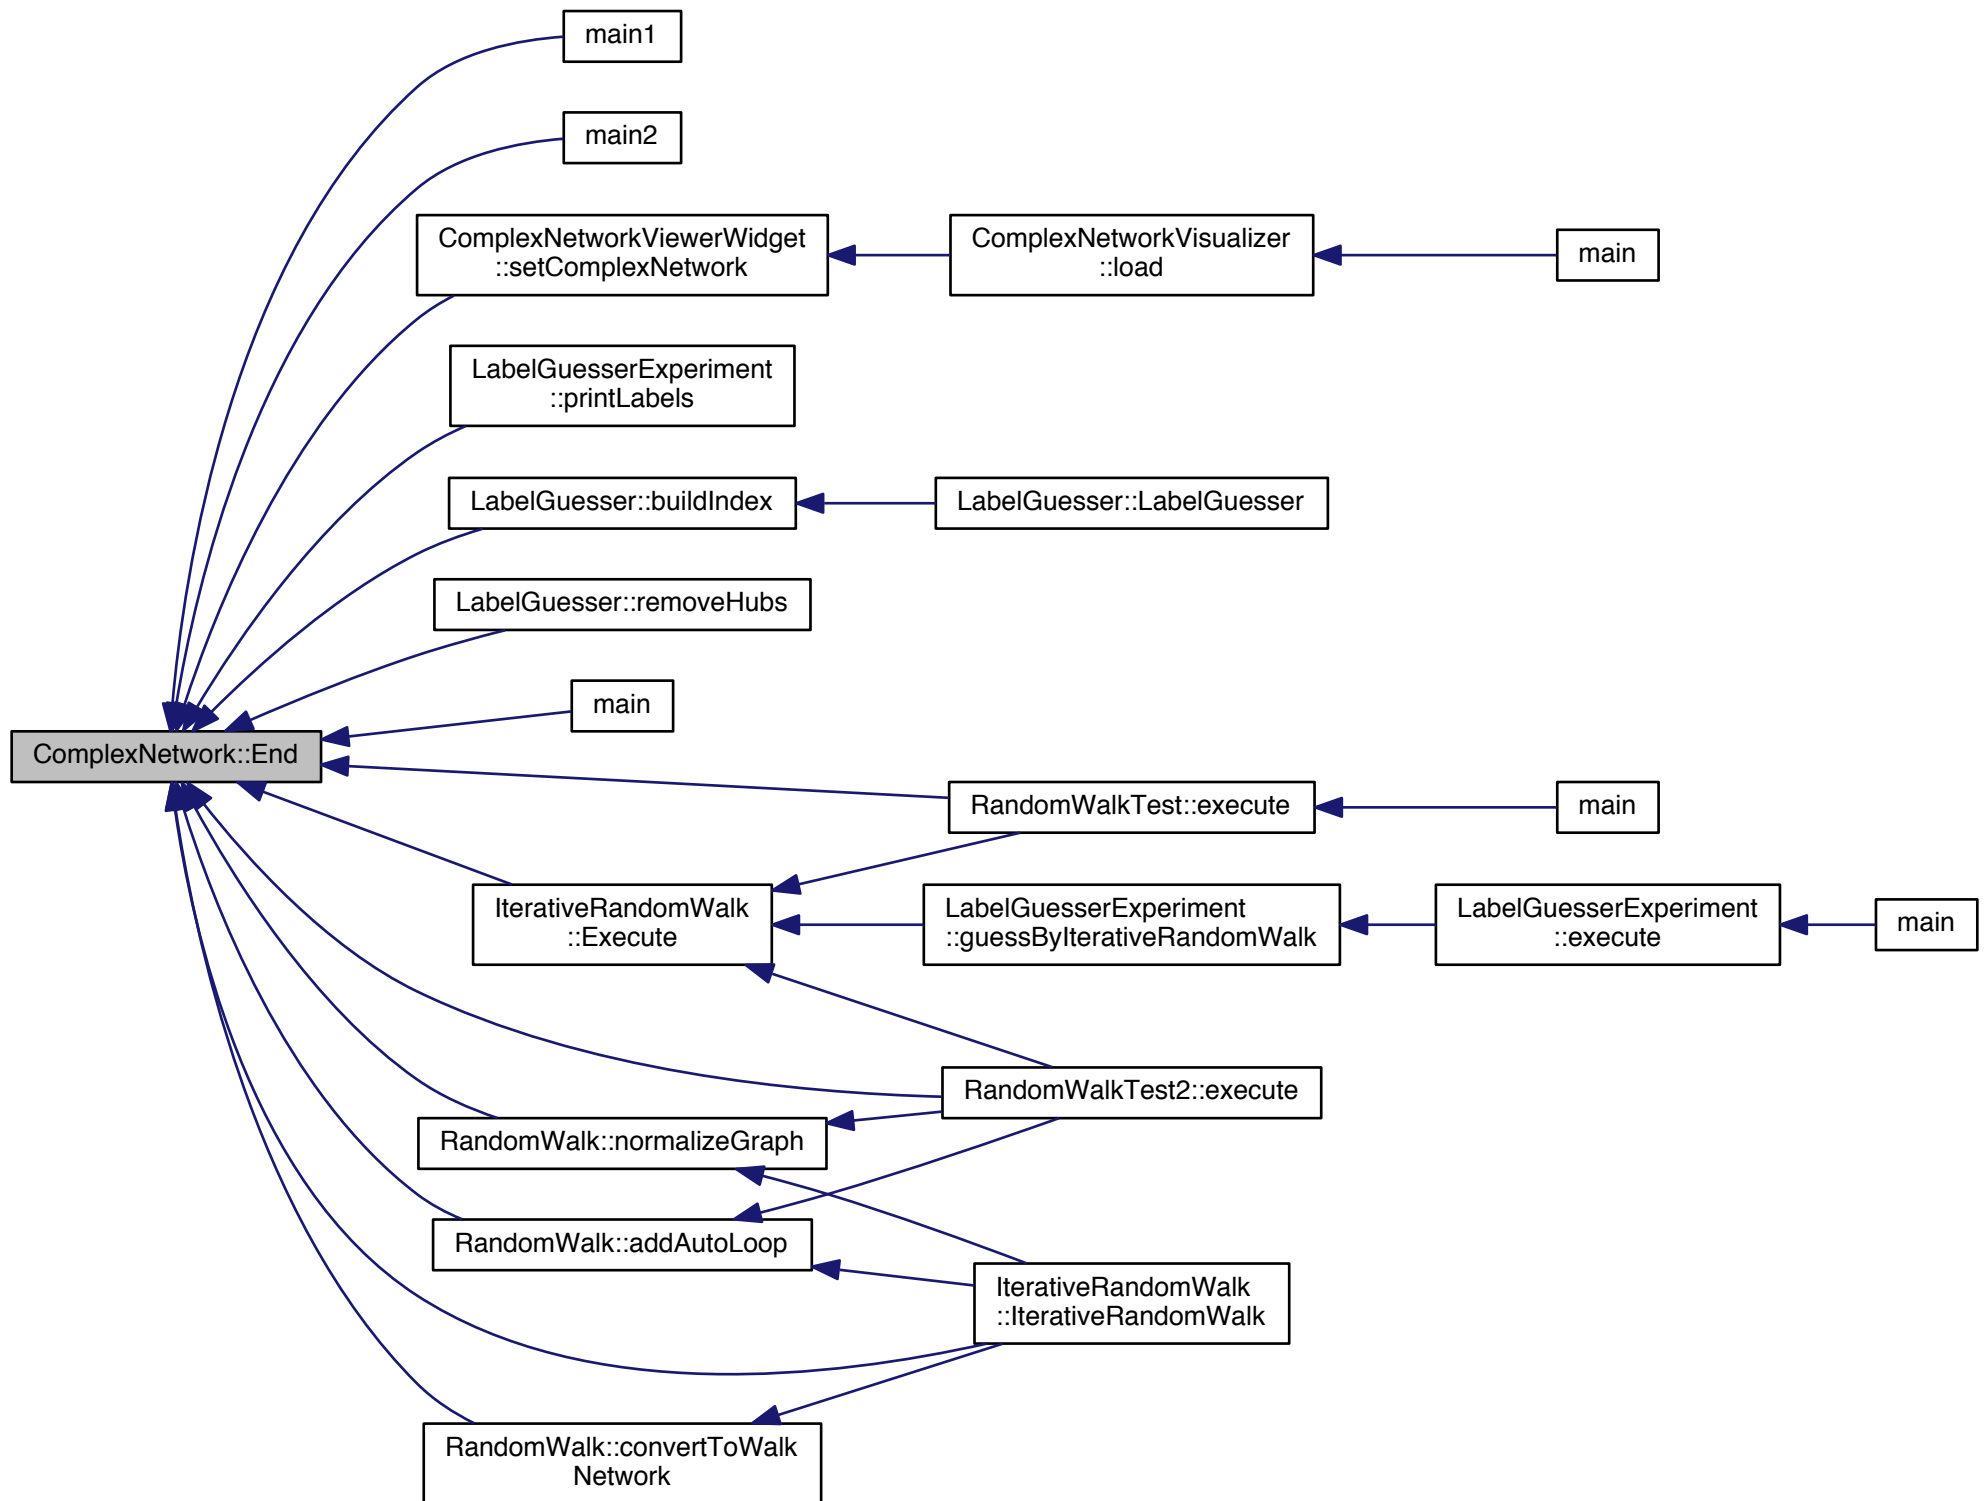 main1
main2
ComplexNetworkViewerWidget
::setComplexNetwork
ComplexNetworkVisualizer
::load
main
LabelGuesserExperiment
::printLabels
LabelGuesser::buildIndex
LabelGuesser::LabelGuesser
LabelGuesser::removeHubs
main
ComplexNetwork::End
RandomWalkTest::execute
main
IterativeRandomWalk
::Execute
LabelGuesserExperiment
::guessByIterativeRandomWalk
LabelGuesserExperiment
::execute
main
RandomWalkTest2::execute
RandomWalk::normalizeGraph
RandomWalk::addAutoLoop
IterativeRandomWalk
::IterativeRandomWalk
RandomWalk::convertToWalk
Network